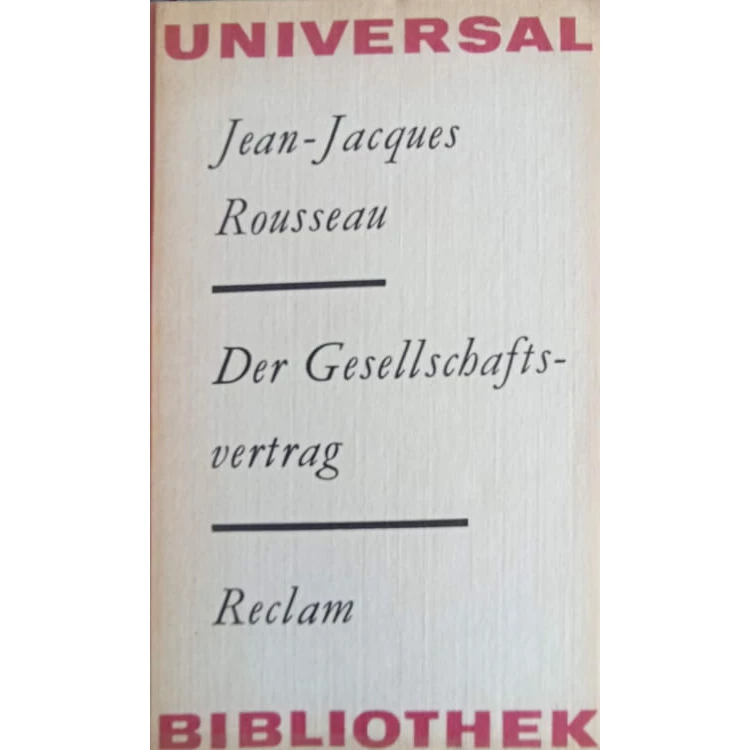 UNIVERSAL
Jean-Jacques
Rousseau
Der Gesellschafts-
vertrag
Reclam
BIBLIOTHEK